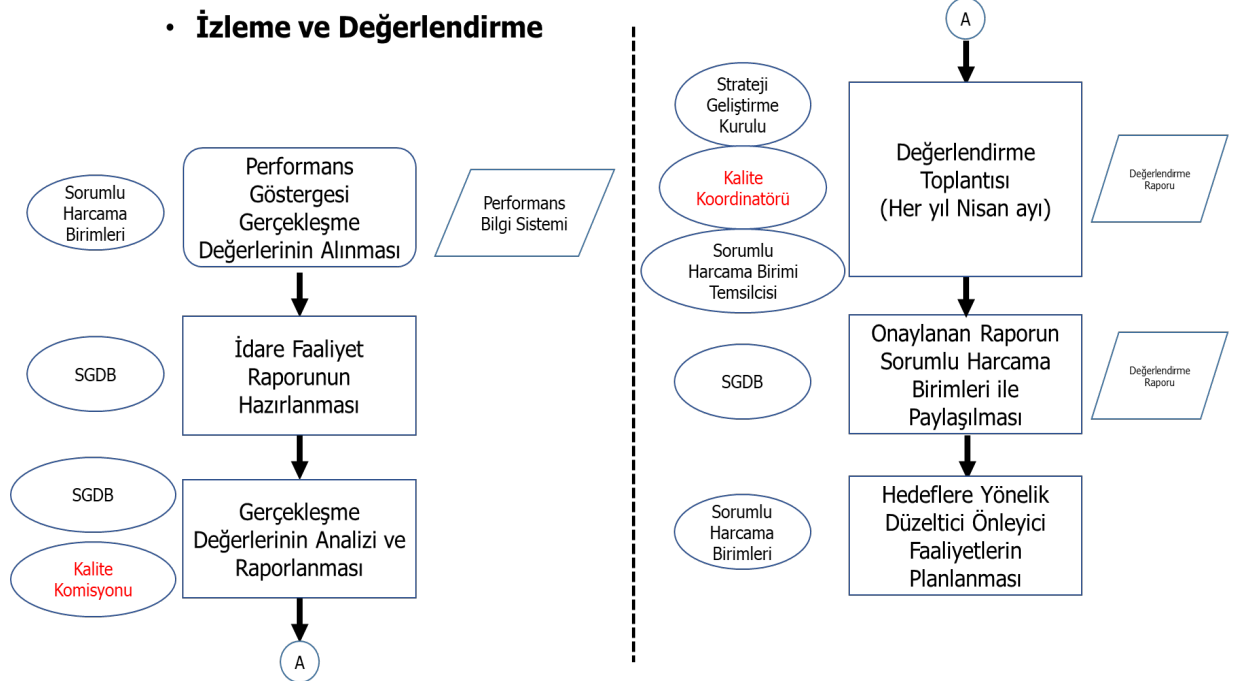 • İzleme ve Değerlendirme
Sorumlu
Harcama
Birimleri
Performans
Göstergesi
Gerçekleşme
Değerlerinin Alınması
Performans
Bilgi Sistemi
SGDB
İdare Faaliyet
Raporunun
Hazırlanması
SGDB
Kalite
Komisyonu
Gerçekleşme
Değerlerinin Analizi ve
Raporlanması
A
A
Strateji
Geliştirme
Kurulu
Kalite
Koordinatörü
Sorumlu
Harcama Birimi
Temsilcisi
Değerlendirme
Toplantısı
(Her yıl Nisan ayı)
Değerlendirme
Raporu
SGDB
Onaylanan Raporun
Sorumlu Harcama
Birimleri ile
Paylaşılması
Değerlendirme
Raporu
Sorumlu
Harcama
Birimleri
Hedeflere Yönelik
Düzeltici Önleyici
Faaliyetlerin
Planlanması